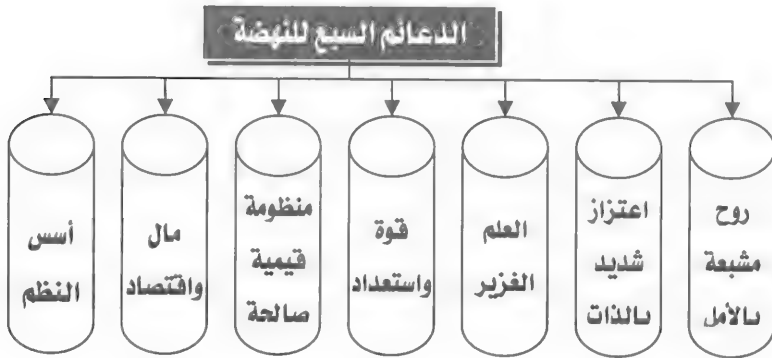 الدعائم السبع للنهضة
روح
مشبعة
بالأمل
اعتزاز
شديد
بالذات
العلم
الغزير
قوة
واستعداد
منظومة
قيمية
صالحة
مال
واقتصاد
أسس
النظم